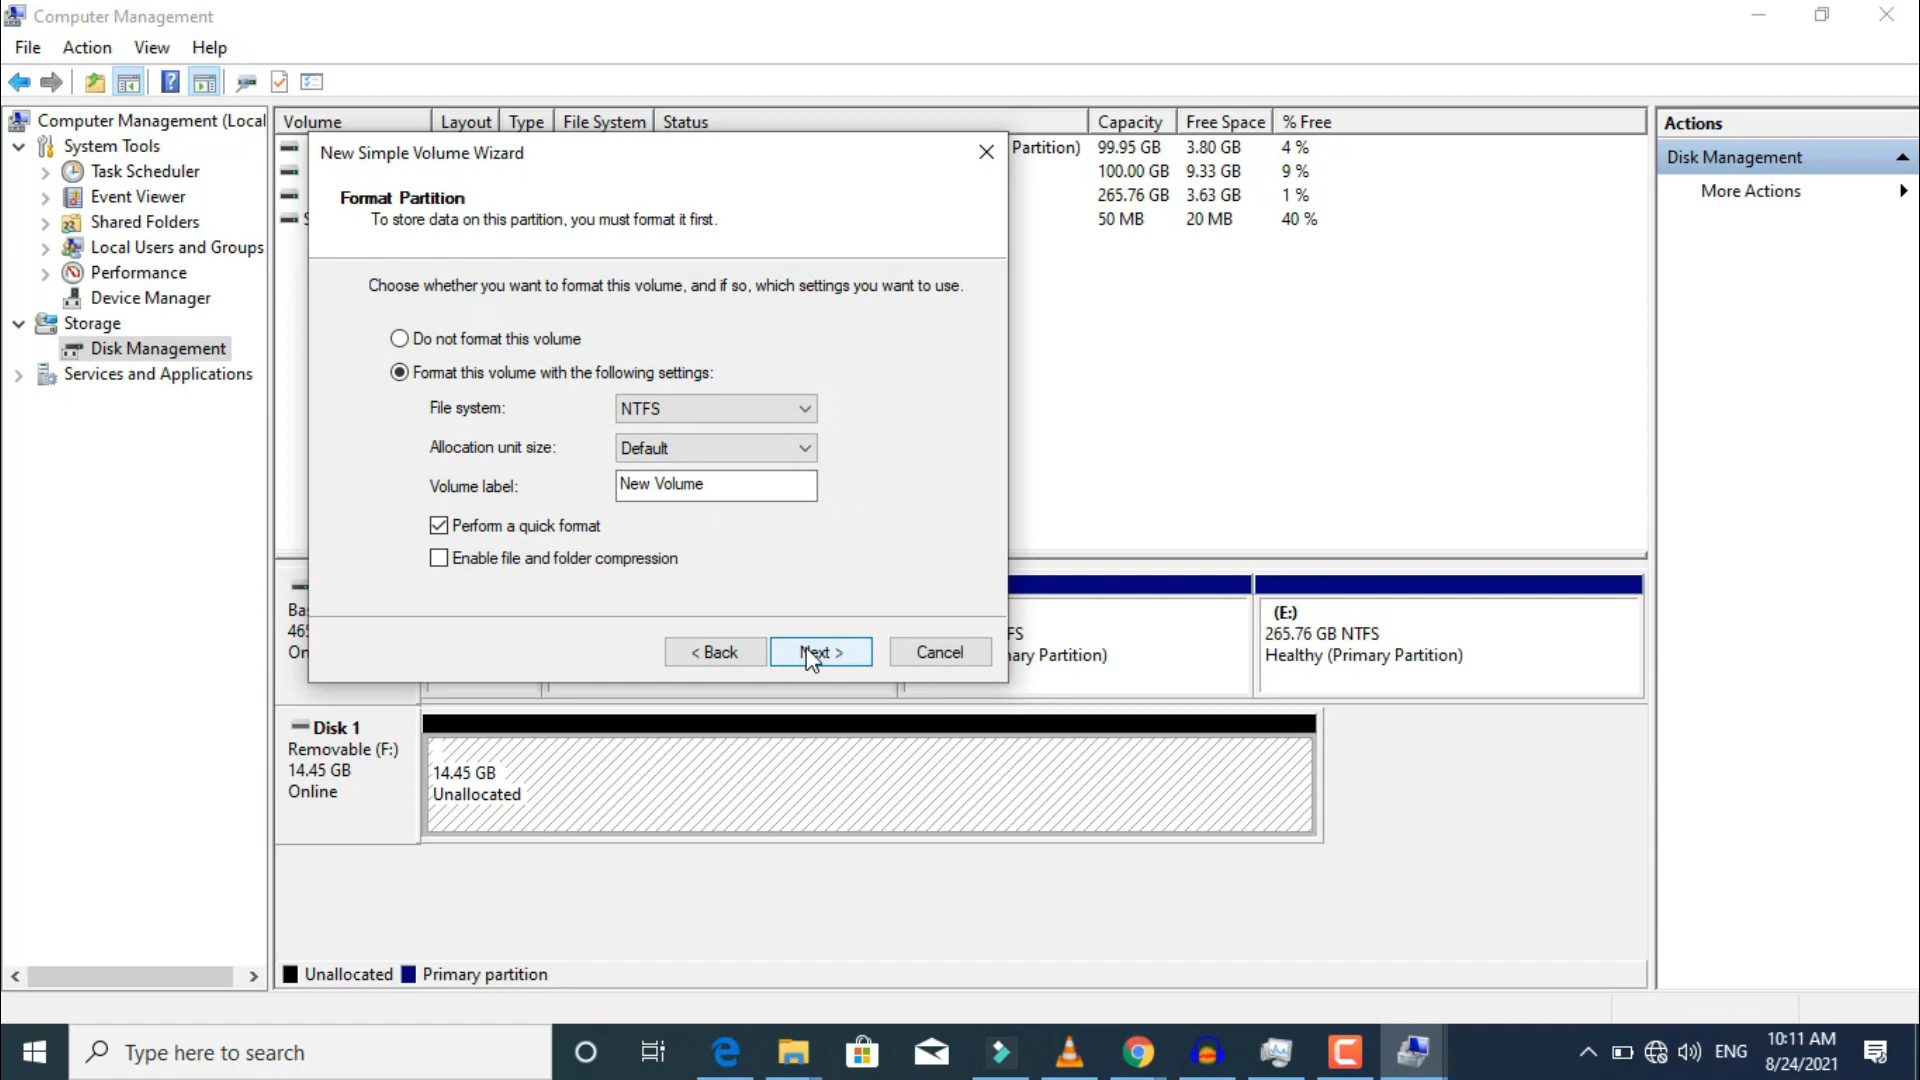 Computer Management
File Action View Help
Computer Management (Local
System Tools
Task Scheduler
Event Viewer
Shared Folders
Local Users and Groups
Performance
Device Manager
Storage
Disk Management
Services and Applications
Volume Layout Type File System Status Capacity Free Space % Free
Partition) 99.95 GB 3.80 GB 4 %
100.00 GB 9.33 GB 9 %
265.76 GB 3.63 GB 1 %
S 50 MB 20 MB 40 %
New Simple Volume Wizard
Format Partition
To store data on this partition, you must format it first.
Choose whether you want to format this volume, and if so, which settings you want to use.
Do not format this volume
Format this volume with the following settings:
File system: NTFS
Allocation unit size: Default
Volume label: New Volume
Perform a quick format
Enable file and folder compression
< Back Next > Cancel
Actions
Disk Management
More Actions
Ba
465
On
FS
ary Partition)
(E:)
265.76 GB NTFS
Healthy (Primary Partition)
Disk 1
Removable (F:)
14.45 GB
Online
14.45 GB
Unallocated
Unallocated Primary partition
Type here to search
ENG
10:11 AM
8/24/2021